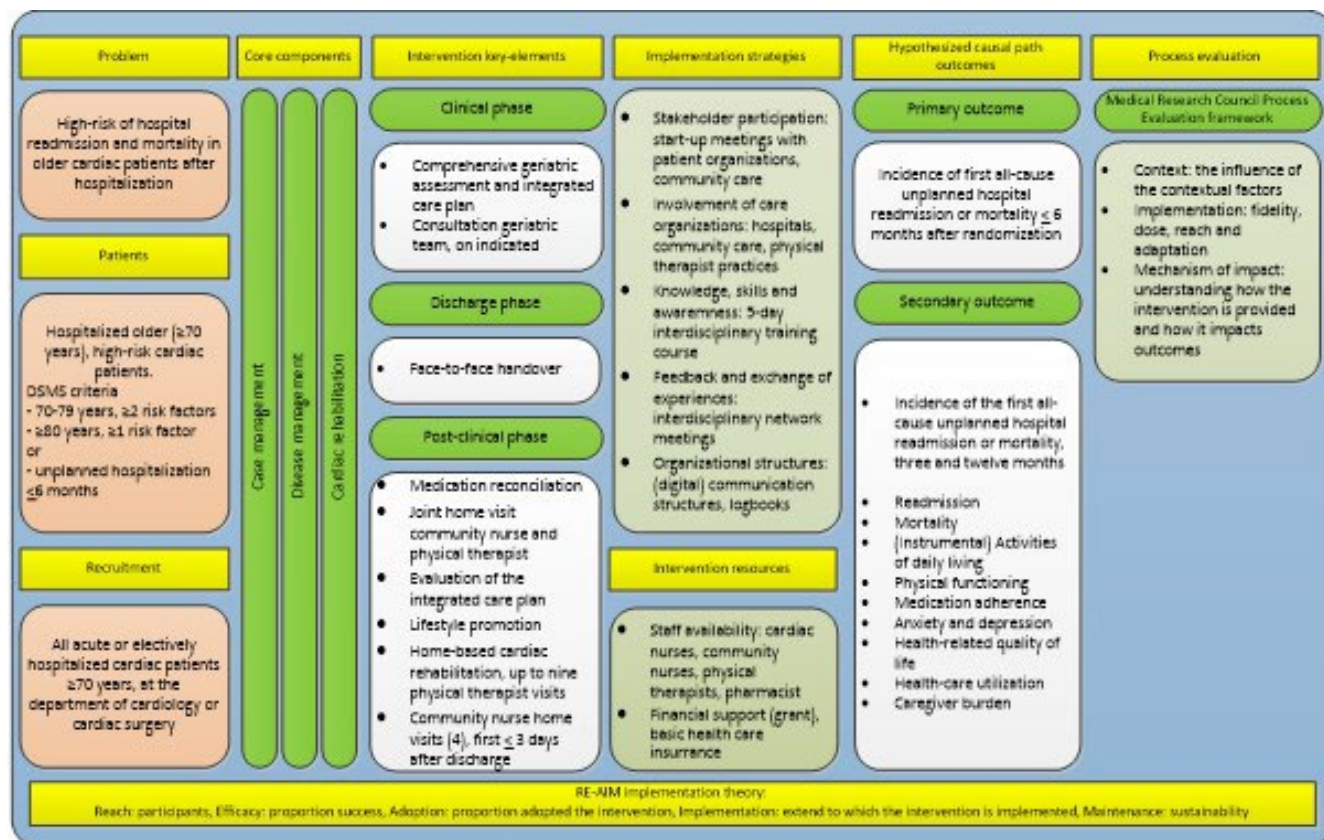 Problem
High-risk of hospital
readmission and mortality in
older cardiac patients after
hospitalization
Patients
Hospitalized older (≥70
years), high-risk cardiac
patients.
DSMS criteria
- 70-79 years, ≥2 risk factors
- ≥80 years, ≥1 risk factor
or
- unplanned hospitalization
≤6 months
Recruitment
All acute or electively
hospitalized cardiac patients
≥70 years, at the
department of cardiology or
cardiac surgery
Core components
Case management
Disease management
Cardiac rehabilitation
Intervention key-elements
Clinical phase
• Comprehensive geriatric
assessment and integrated
care plan
• Consultation geriatric
team, on indicated
Discharge phase
• Face-to-face handover
Post-clinical phase
• Medication reconciliation
• Joint home visit
community nurse and
physical therapist
• Evaluation of the
integrated care plan
• Lifestyle promotion
• Home-based cardiac
rehabilitation, up to nine
physical therapist visits
• Community nurse home
visits (4), first ≤ 3 days
after discharge
Implementation strategies
• Stakeholder participation:
start-up meetings with
patient organizations,
community care
• Involvement of care
organizations: hospitals,
community care, physical
therapist practices
• Knowledge, skills and
awaremness: 5-day
interdisciplinary training
course
• Feedback and exchange of
experiences:
interdisciplinary network
meetings
• Organizational structures:
(digital) communication
structures, logbooks
Intervention resources
• Staff availability: cardiac
nurses, community
nurses, physical
therapists, pharmacist
• Financial support (grant),
basic health care
insurrance
Hypothesized causal path
outcomes
Primary outcome
Incidence of first all-cause
unplanned hospital
readmission or mortality ≤ 6
months after randomization
Secondary outcome
• Incidence of the first all-
cause unplanned hospital
readmission or mortality,
three and twelve months
• Readmission
• Mortality
• (Instrumental) Activities
of daily living
• Physical functioning
• Medication adherence
• Anxiety and depression
• Health-related quality of
life
• Health-care utilization
• Caregiver burden
Process evaluation
Medical Research Council Process
Evaluation framework
• Context: the influence of
the contextual factors
• Implementation: fidelity,
dose, reach and
adaptation
• Mechanism of impact:
understanding how the
intervention is provided
and how it impacts
outcomes
RE-AIM implementation theory:
Reach: participants, Efficacy: proportion success, Adoption: proportion adopted the intervention, Implementation: extend to which the intervention is implemented, Maintenance: sustainability